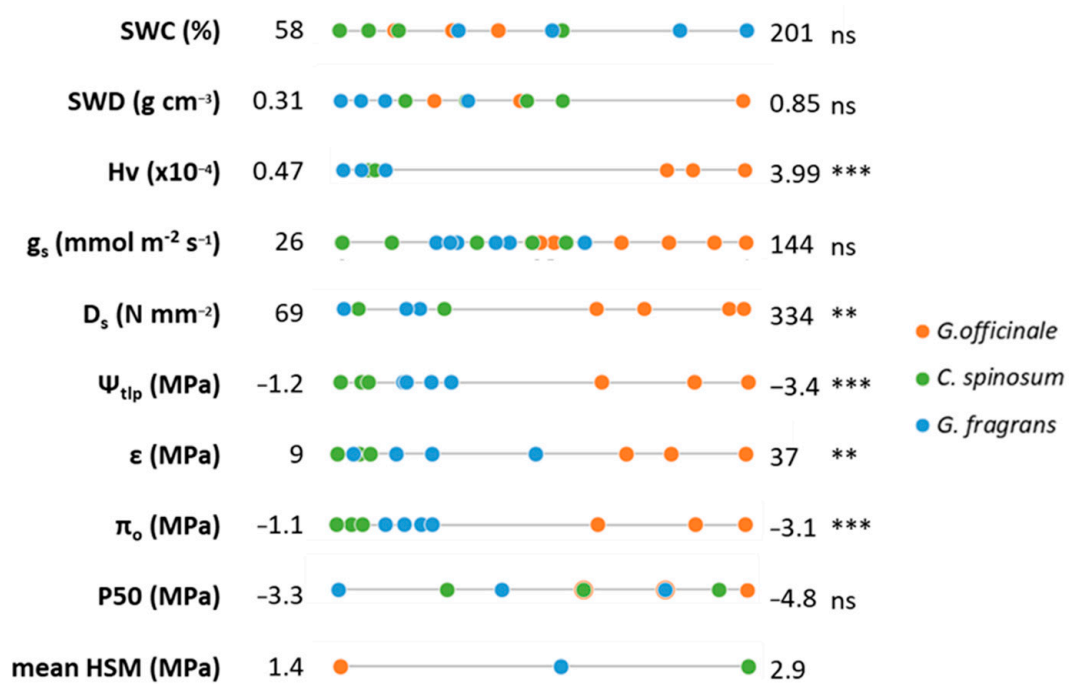 SWC (%) 58 201 ns
SWD (g cm⁻³) 0.31 0.85 ns
Hv (x10⁻⁴) 0.47 3.99 ***
gₛ (mmol m⁻² s⁻¹) 26 144 ns
Dₛ (N mm⁻²) 69 334 **
Ψtlp (MPa) −1.2 −3.4 ***
ε (MPa) 9 37 **
πₒ (MPa) −1.1 −3.1 ***
P50 (MPa) −3.3 −4.8 ns
mean HSM (MPa) 1.4 2.9
G.officinale
C. spinosum
G. fragrans